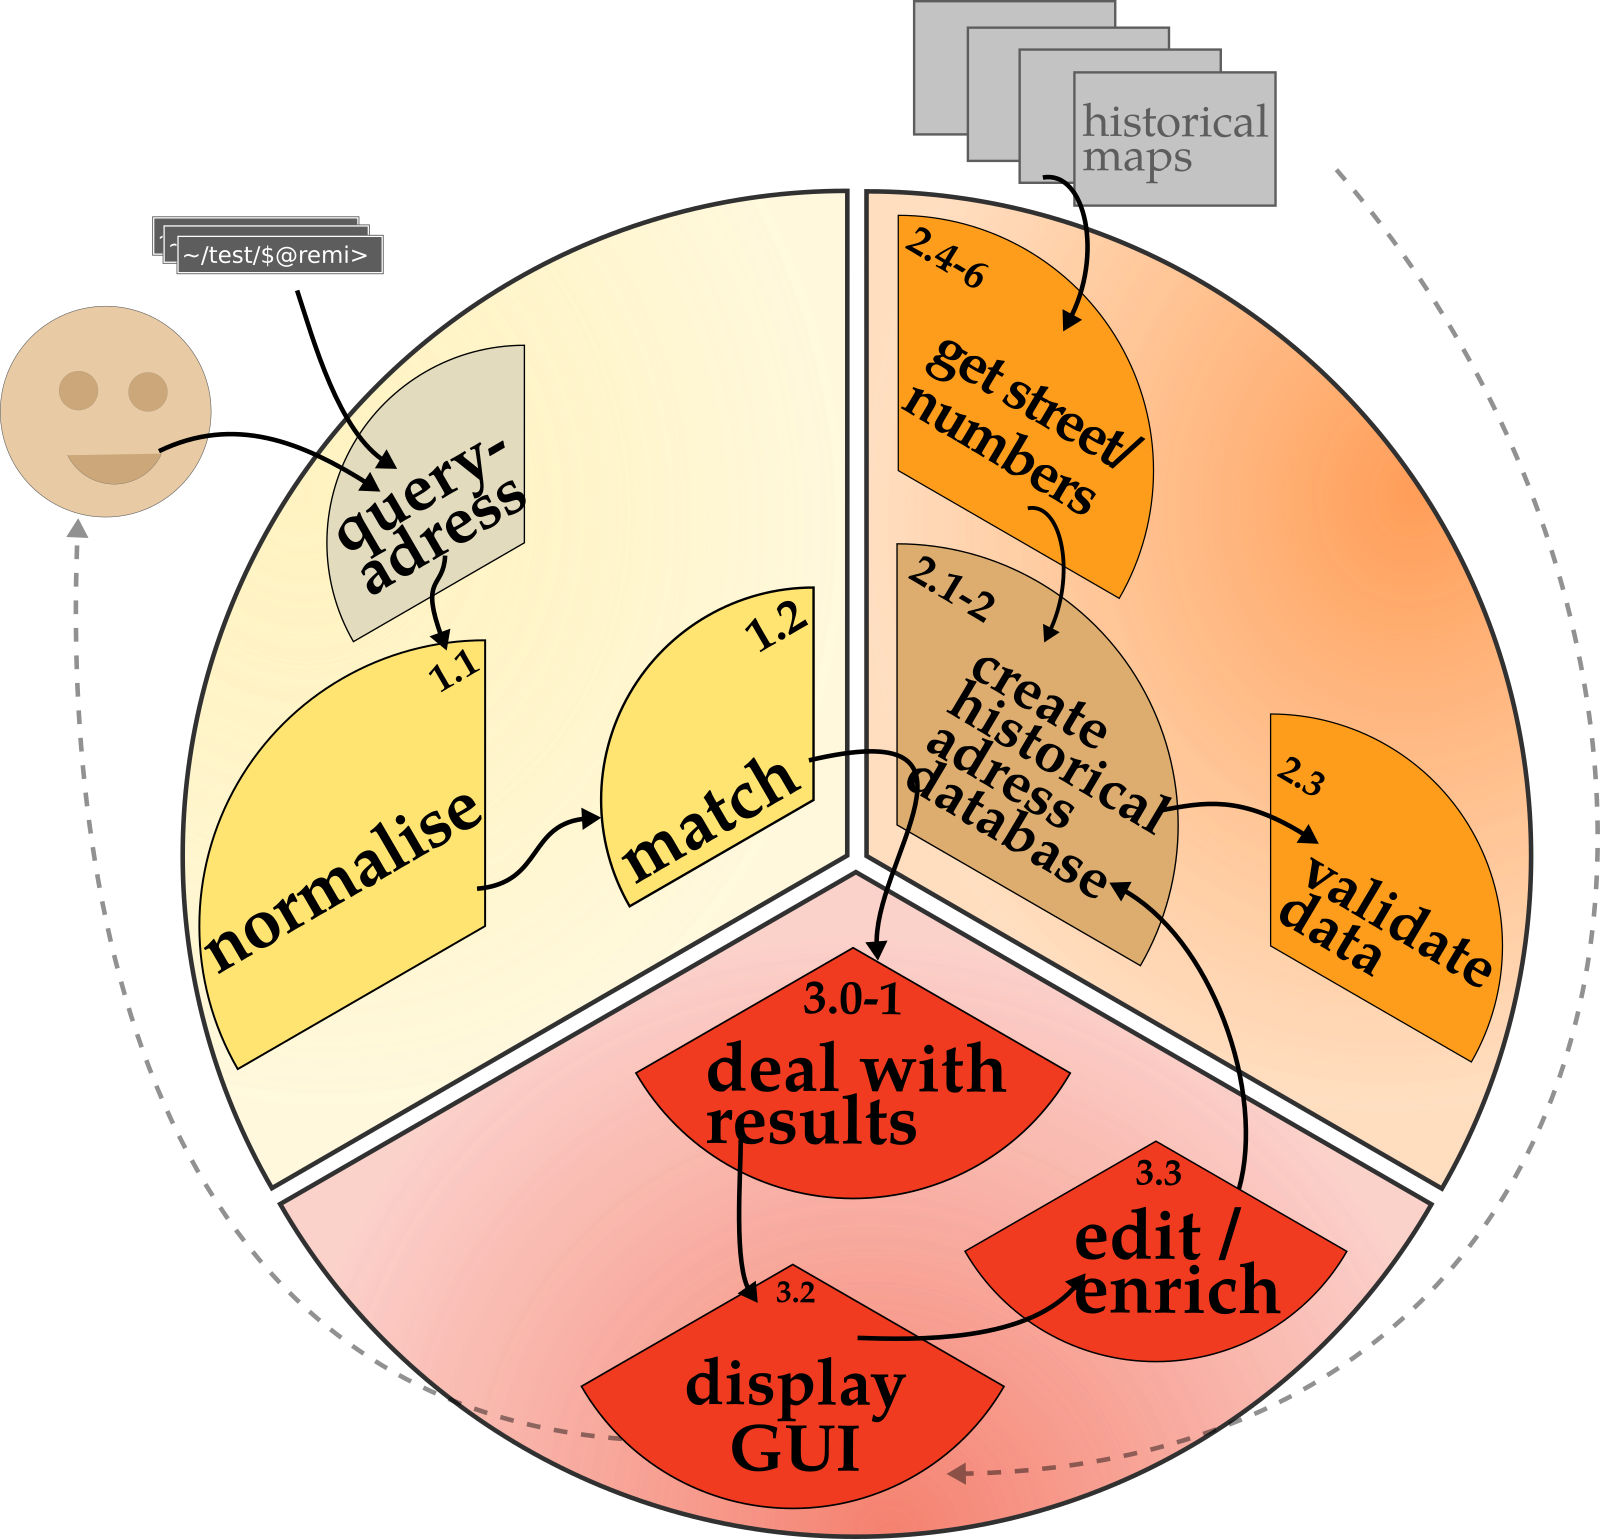 historical
maps
~/test/$@remi>
query-
adress
1.1
normalise
1.2
match
2.4-6
get street/
numbers
2.1-2
create
historical
adress
database
2.3
validate
data
3.0-1
deal with
results
3.2
display
GUI
3.3
edit /
enrich